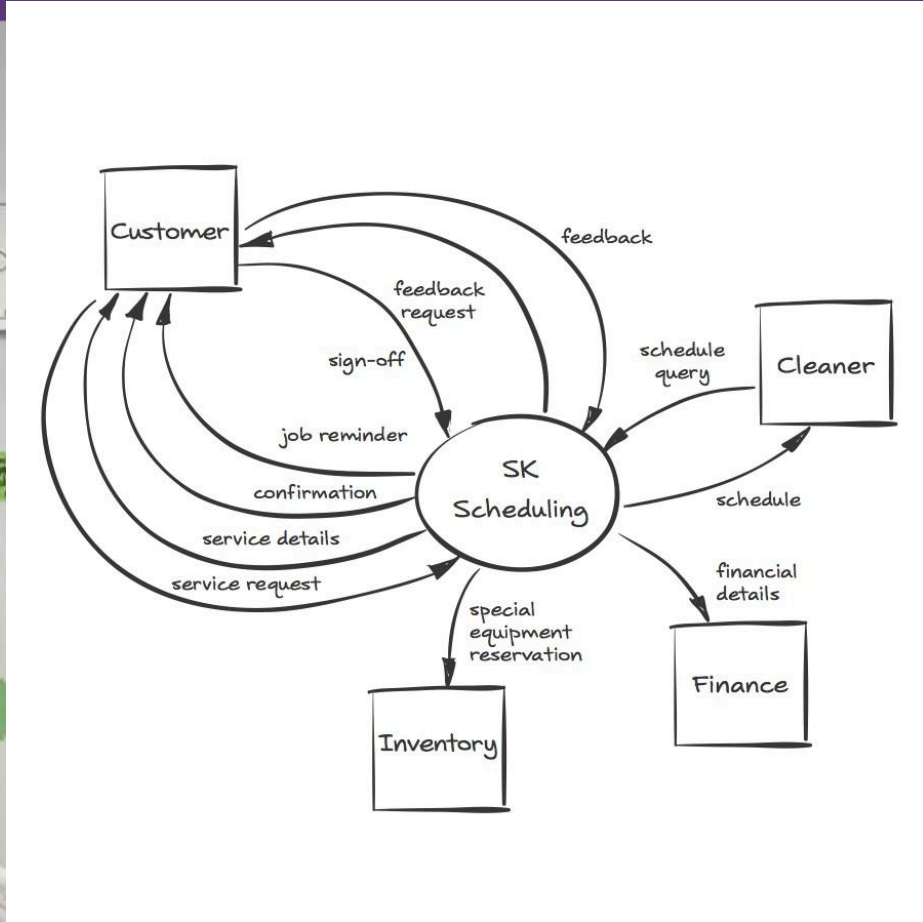 Customer
feedback
feedback
request
sign-off
schedule
query
Cleaner
job reminder
SK
Scheduling
confirmation
schedule
service details
service request
financial
details
special
equipment
reservation
Finance
Inventory